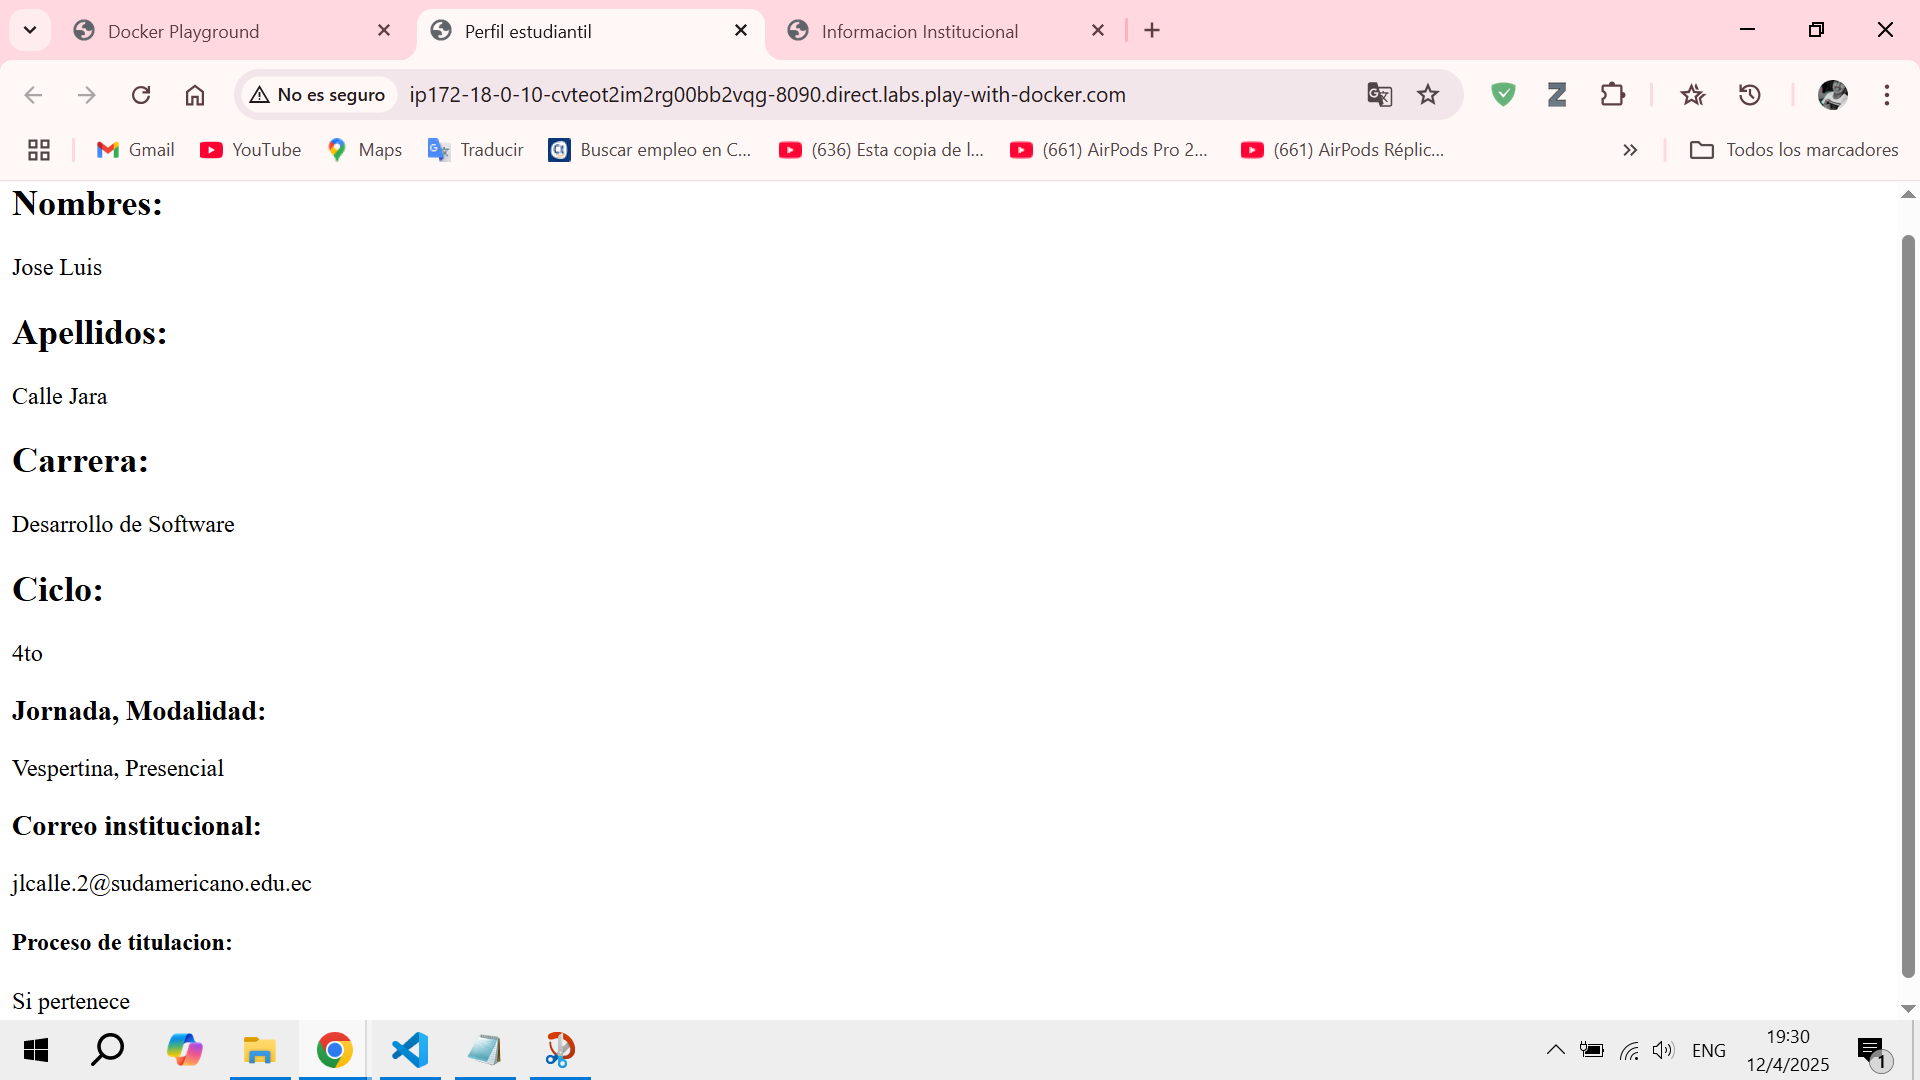 Docker Playground
Perfil estudiantil
Informacion Institucional
No es seguro
ip172-18-0-10-cvteot2im2rg00bb2vqg-8090.direct.labs.play-with-docker.com
Gmail
YouTube
Maps
Traducir
Buscar empleo en C...
(636) Esta copia de l...
(661) AirPods Pro 2...
(661) AirPods Réplic...
Todos los marcadores
Nombres:
Jose Luis
Apellidos:
Calle Jara
Carrera:
Desarrollo de Software
Ciclo:
4to
Jornada, Modalidad:
Vespertina, Presencial
Correo institucional:
jlcalle.2@sudamericano.edu.ec
Proceso de titulacion:
Si pertenece
ENG
19:30
12/4/2025
1